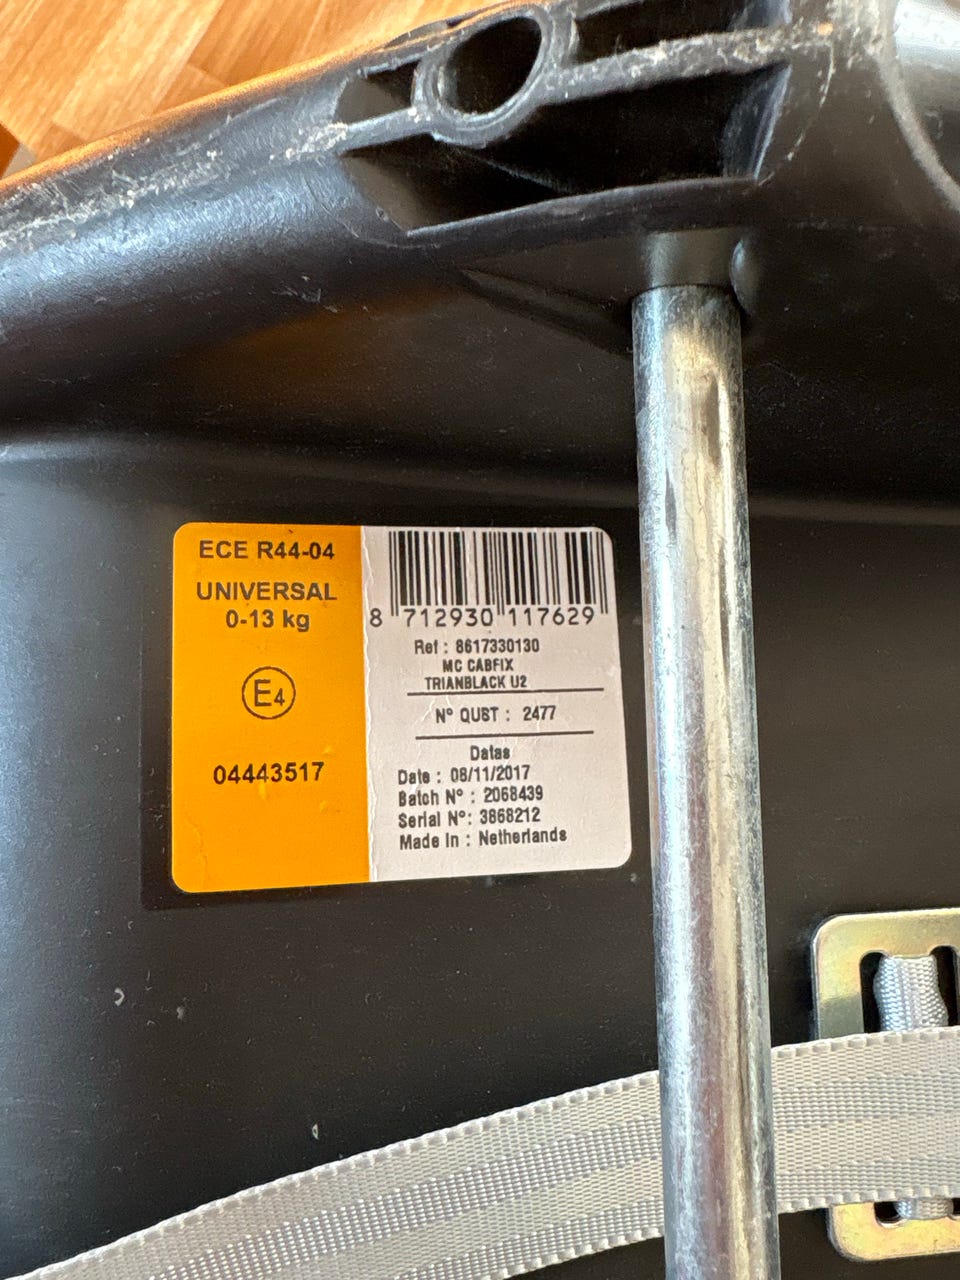 ECE R44-04
UNIVERSAL
0-13 kg
E4
04443517
8 712930 117629
Ref : 8617330130
MC CABFIX
TRIANBLACK U2
N° QUBT : 2477
Datas
Date : 08/11/2017
Batch N° : 2068439
Serial N°: 3868212
Made In : Netherlands